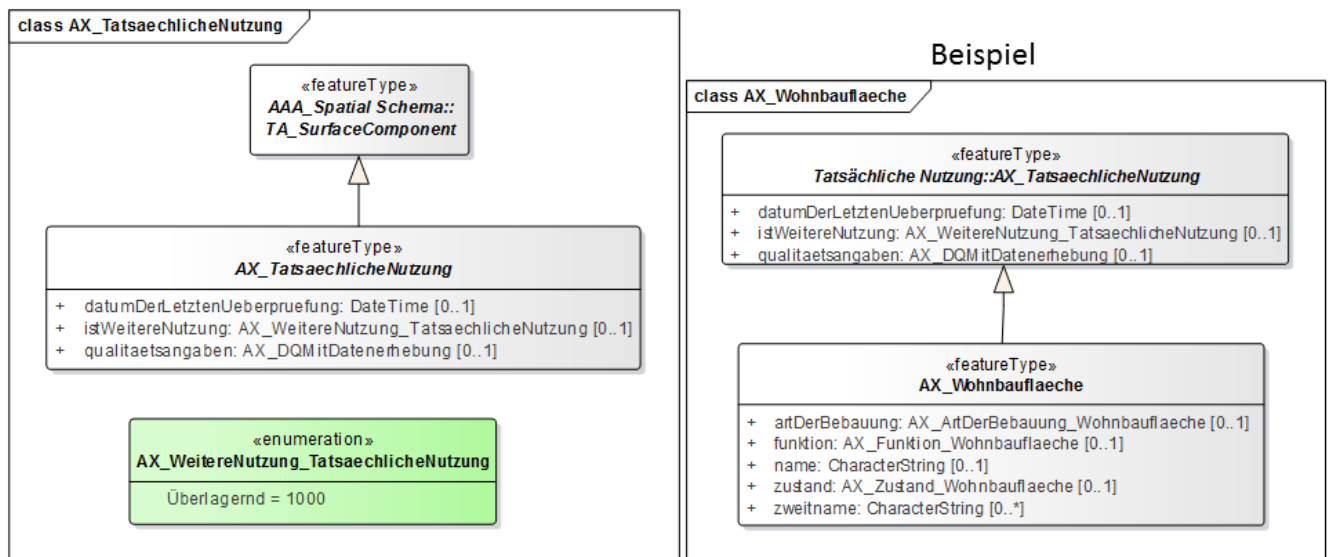 class AX_TatsaechlicheNutzung
«featureType»
AAA_Spatial Schema::
TA_SurfaceComponent
«featureType»
AX_TatsaechlicheNutzung
+ datumDerLetztenUeberpruefung: DateTime [0..1]
+ istWeitereNutzung: AX_WeitereNutzung_TatsaechlicheNutzung [0..1]
+ qualitaetsangaben: AX_DQMitDatenerhebung [0..1]
«enumeration»
AX_WeitereNutzung_TatsaechlicheNutzung
Überlagernd = 1000
Beispiel
class AX_Wohnbauflaeche
«featureType»
Tatsächliche Nutzung::AX_TatsaechlicheNutzung
+ datumDerLetztenUeberpruefung: DateTime [0..1]
+ istWeitereNutzung: AX_WeitereNutzung_TatsaechlicheNutzung [0..1]
+ qualitaetsangaben: AX_DQMitDatenerhebung [0..1]
«featureType»
AX_Wohnbauflaeche
+ artDerBebauung: AX_ArtDerBebauung_Wohnbauflaeche [0..1]
+ funktion: AX_Funktion_Wohnbauflaeche [0..1]
+ name: CharacterString [0..1]
+ zustand: AX_Zustand_Wohnbauflaeche [0..1]
+ zweitname: CharacterString [0..*]